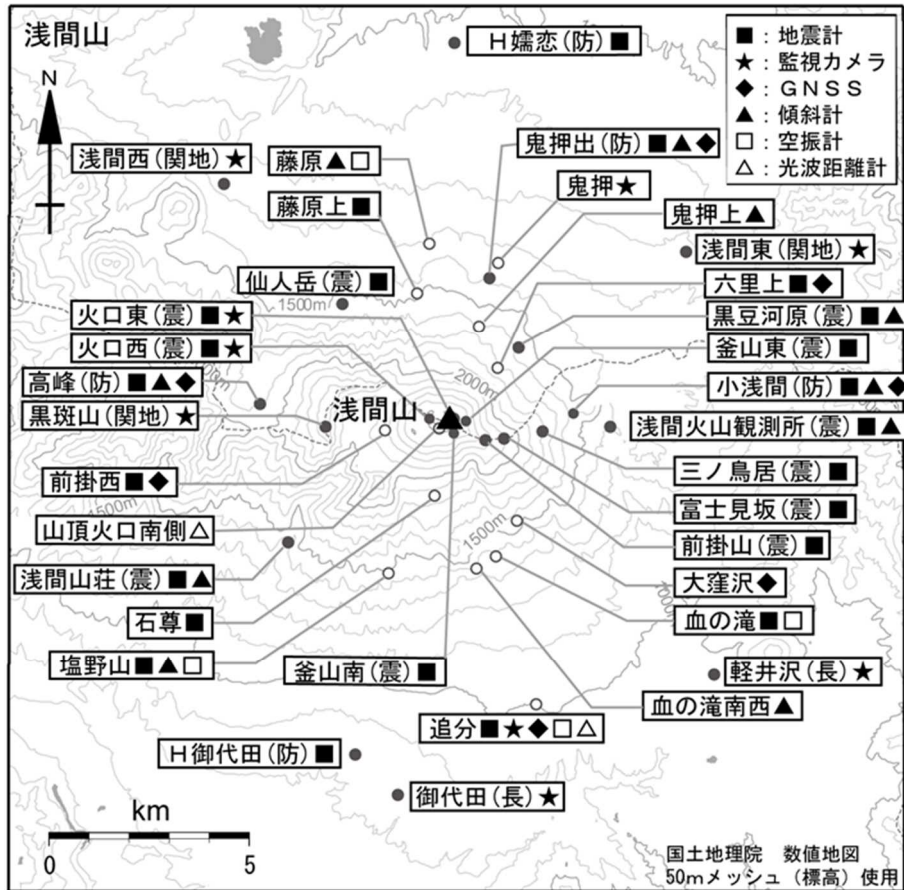 浅間山
■：地震計
★：監視カメラ
◆：ＧＮＳＳ
▲：傾斜計
□：空振計
△：光波距離計
N
Ｈ嬬恋(防)■
浅間西(関地)★
藤原▲□
鬼押出(防)■▲◆
鬼押★
藤原上■
鬼押上▲
浅間東(関地)★
仙人岳(震)■
六里上■◆
1500m
火口東(震)■★
黒豆河原(震)■▲
火口西(震)■★
釜山東(震)■
2000m
高峰(防)■▲◆
小浅間(防)■▲◆
黒斑山(関地)★
浅間山
浅間火山観測所(震)■▲
三ノ鳥居(震)■
前掛西■◆
1500m
富士見坂(震)■
山頂火口南側△
1500m
前掛山(震)■
浅間山荘(震)■▲
大窪沢◆
石尊■
血の滝■□
塩野山■▲□
釜山南(震)■
軽井沢(長)★
血の滝南西▲
追分■★◆□△
Ｈ御代田(防)■
御代田(長)★
km
0 5
国土地理院　数値地図
50mメッシュ（標高）使用